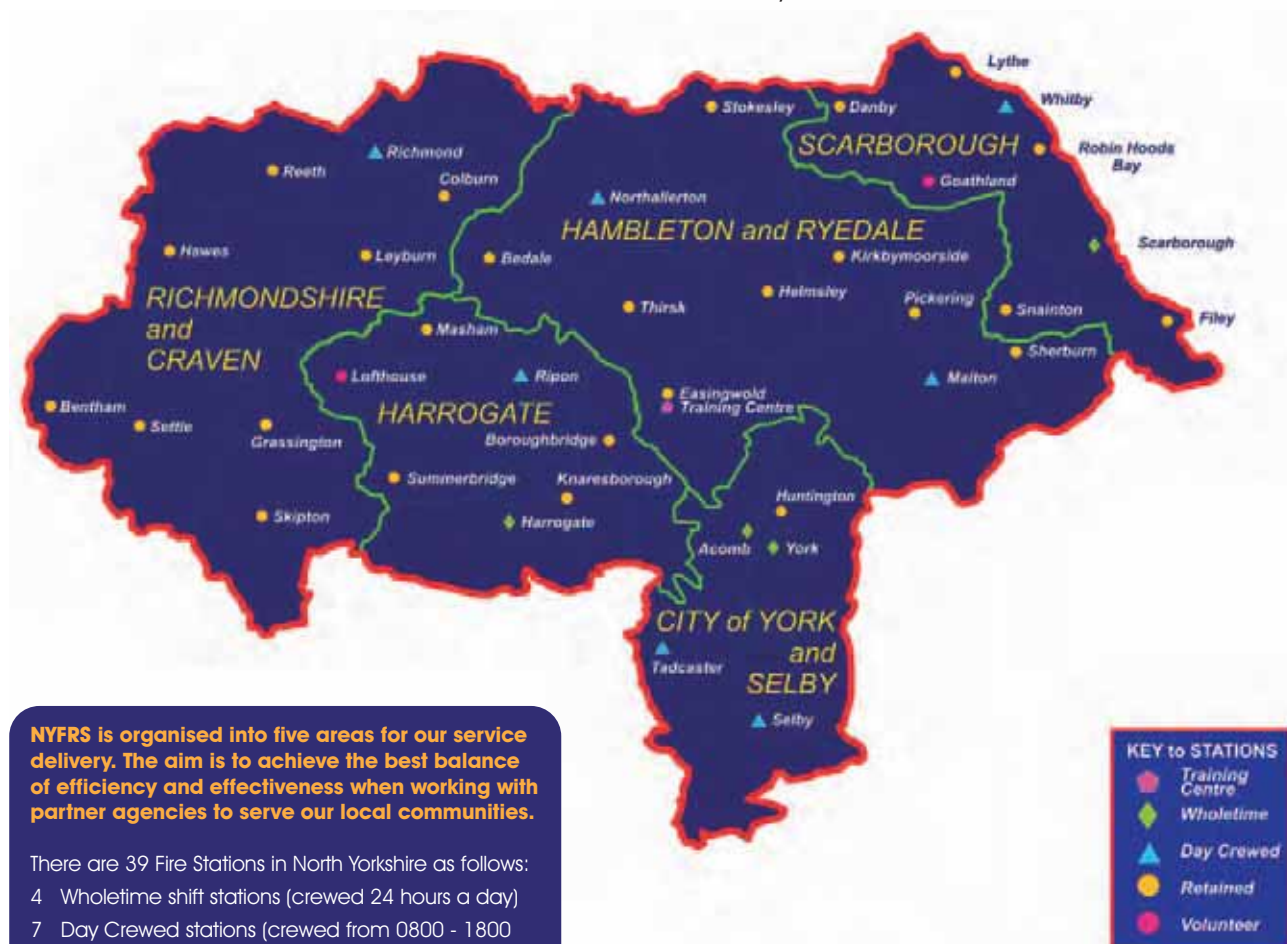 Lythe
Stokesley
Danby
Whitby
SCARBOROUGH
Robin Hoods
Bay
Richmond
Reeth
Colburn
Goathland
Northallerton
HAMBLETON and RYEDALE
Scarborough
Hawes
Leyburn
Bedale
Kirkbymoorside
RICHMONDSHIRE
and
CRAVEN
Helmsley
Pickering
Thirsk
Snainton
Filey
Masham
Sherburn
Lofthouse
Ripon
Malton
Bentham
HARROGATE
Easingwold
Training Centre
Settle
Grassington
Boroughbridge
Summerbridge
Knaresborough
Huntington
Skipton
Harrogate
Acomb
York
CITY of YORK
and
SELBY
Tadcaster
Selby
NYFRS is organised into five areas for our service
delivery. The aim is to achieve the best balance
of efficiency and effectiveness when working with
partner agencies to serve our local communities.
There are 39 Fire Stations in North Yorkshire as follows:
4 Wholetime shift stations (crewed 24 hours a day)
7 Day Crewed stations (crewed from 0800 - 1800
KEY to STATIONS
Training
Centre
Wholetime
Day Crewed
Retained
Volunteer